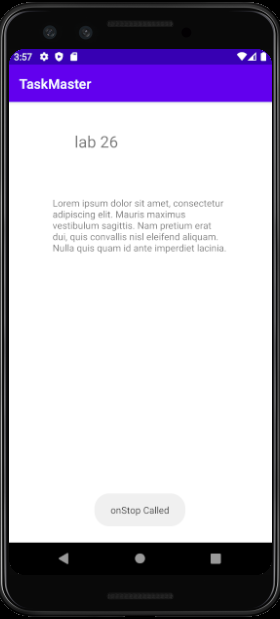 3:57
TaskMaster
lab 26
Lorem ipsum dolor sit amet, consectetur
adipiscing elit. Mauris maximus
vestibulum sagittis. Nam pretium erat
dui, quis convallis nisl eleifend aliquam.
Nulla quis quam id ante imperdiet lacinia.
onStop Called